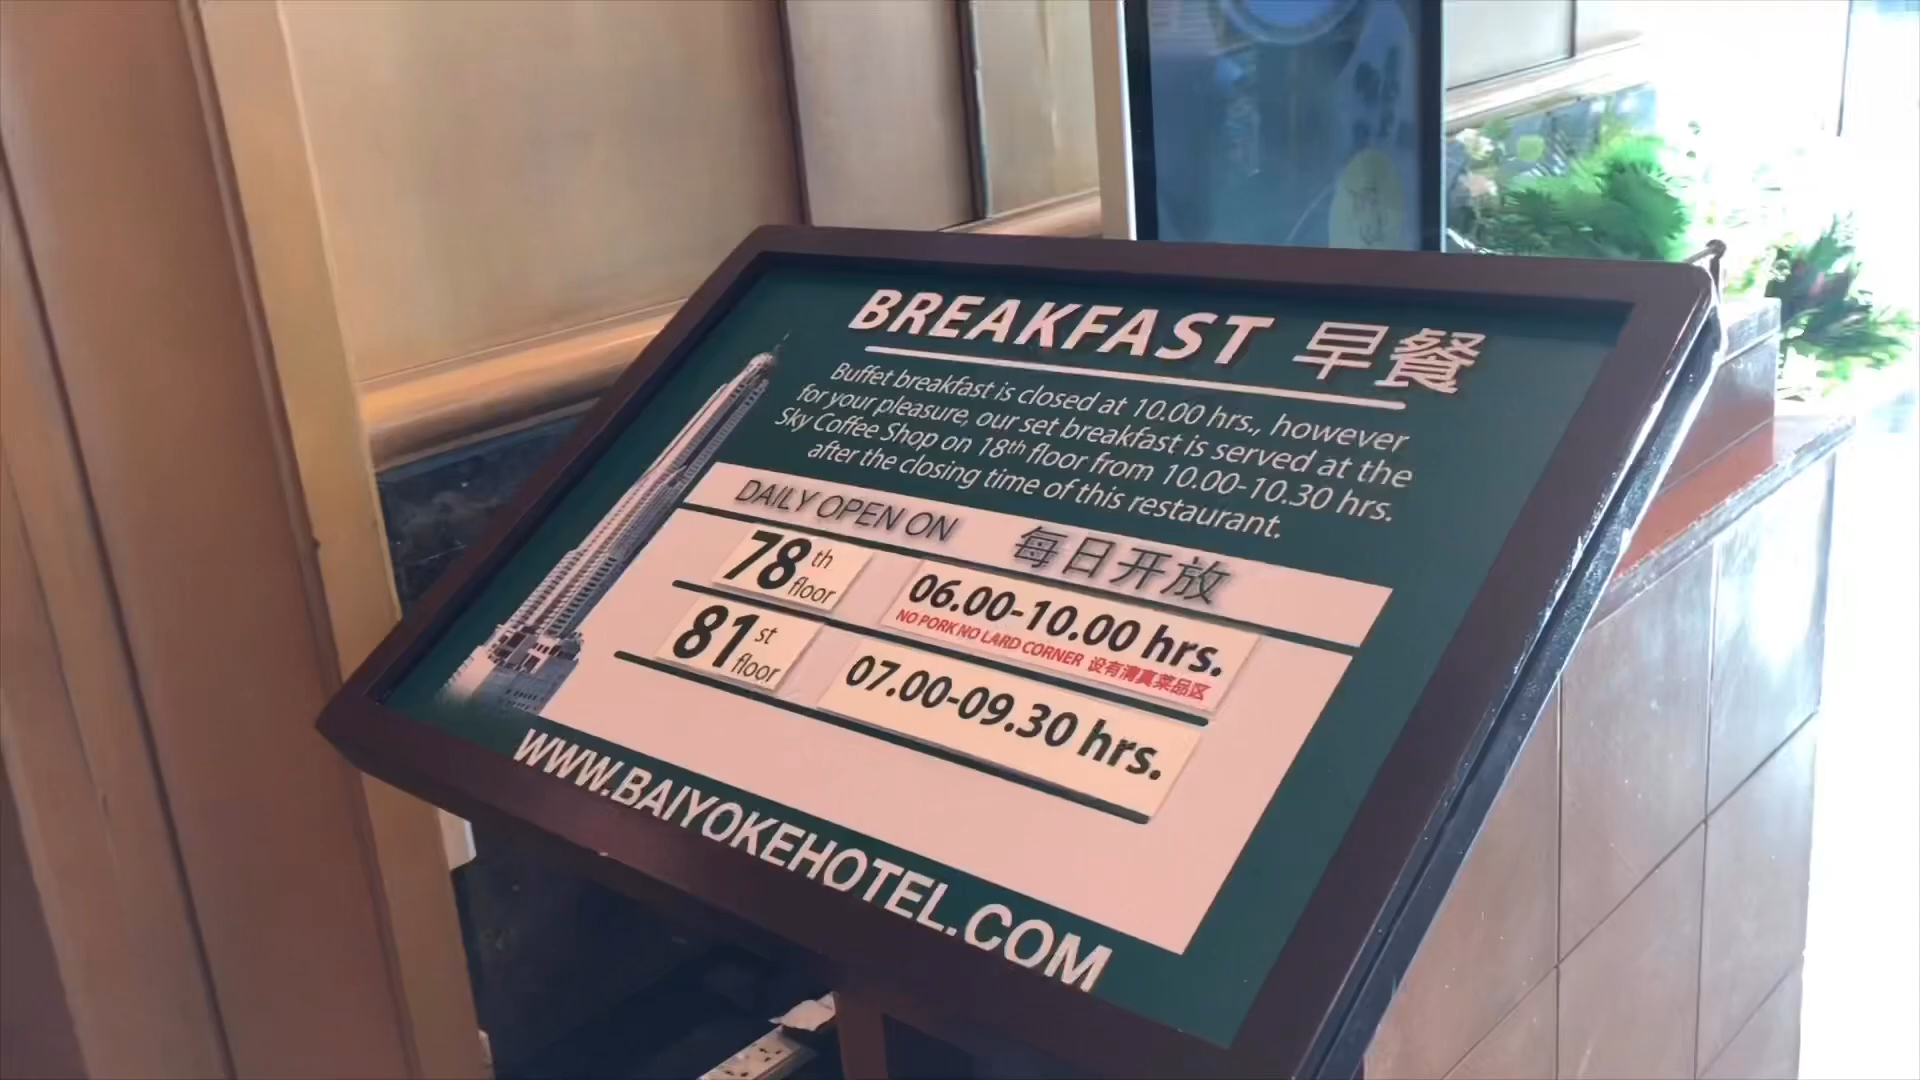 BREAKFAST 早餐
Buffet breakfast is closed at 10.00 hrs., however
for your pleasure, our set breakfast is served at the
Sky Coffee Shop on 18th floor from 10.00-10.30 hrs.
after the closing time of this restaurant.
DAILY OPEN ON 每日开放
78th floor 06.00-10.00 hrs.
NO PORK NO LARD CORNER 设有清真菜品区
81st floor 07.00-09.30 hrs.
WWW.BAIYOKEHOTEL.COM